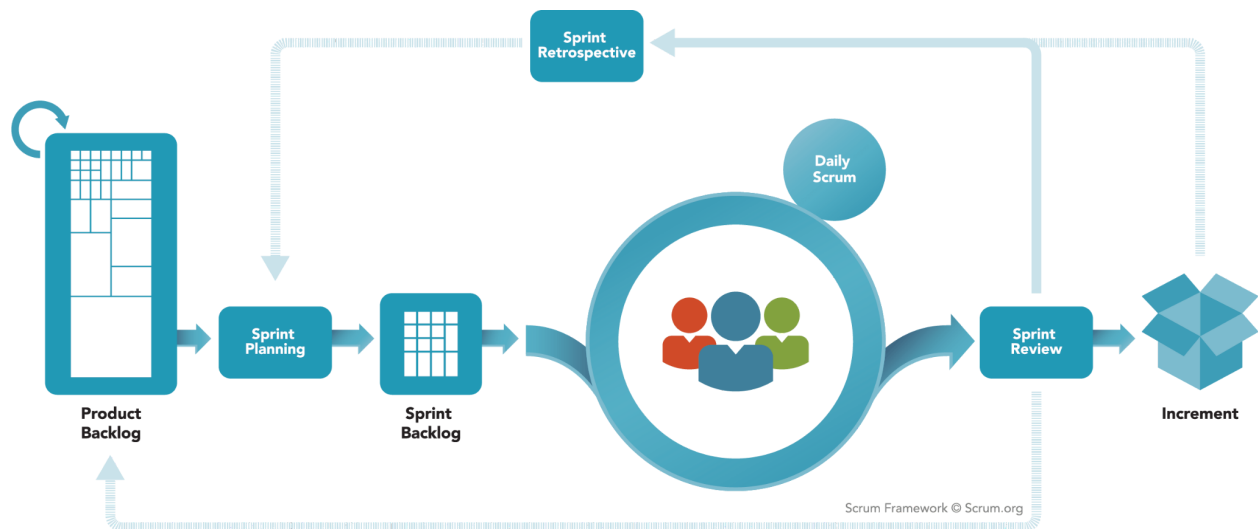 Sprint
Retrospective
Daily
Scrum
Sprint
Planning
Sprint
Review
Product
Backlog
Sprint
Backlog
Increment
Scrum Framework © Scrum.org